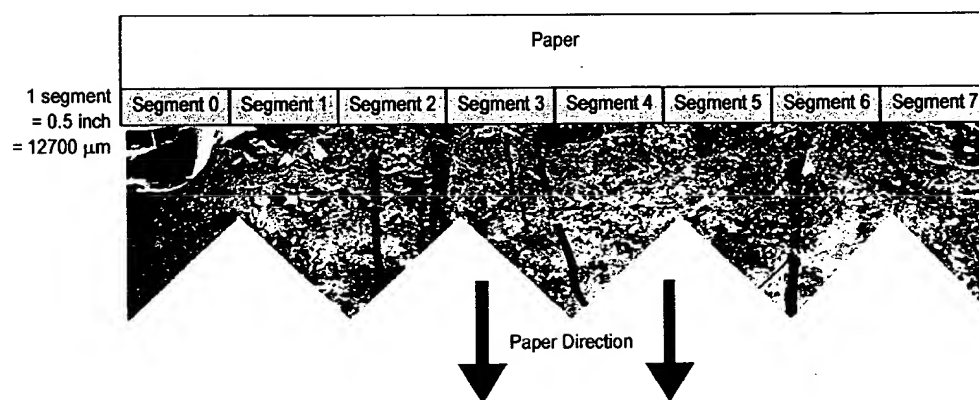 Paper
1 segment
= 0.5 inch
= 12700 μm
Segment 0 Segment 1 Segment 2 Segment 3 Segment 4 Segment 5 Segment 6 Segment 7
Paper Direction